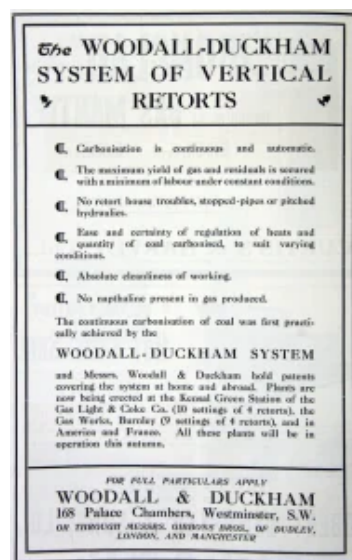 The WOODALL-DUCKHAM
SYSTEM OF VERTICAL
RETORTS
Carbonisation is continuous and automatic.
The maximum yield of gas and residuals is secured
with a minimum of labour under constant conditions.
No retort house troubles, stopped-pipes or pitched
hydraulics.
Ease and certainty of regulation of heats and
quantity of coal carbonised, to suit varying
conditions.
Absolute cleanliness of working.
No napthaline present in gas produced.
The continuous carbonisation of coal was first practi-
cally achieved by the
WOODALL-DUCKHAM SYSTEM
and Messrs. Woodall & Duckham hold patents
covering the system at home and abroad. Plants are
now being erected at the Kensal Green Station of the
Gas Light & Coke Co. (10 settings of 4 retorts), the
Gas Works, Burnley (9 settings of 4 retorts), and in
America and France. All these plants will be in
operation this autumn.
FOR FULL PARTICULARS APPLY
WOODALL & DUCKHAM
168 Palace Chambers, Westminster, S.W.
OR THROUGH MESSRS. GIBBONS BROS., OF DUDLEY,
LONDON, AND MANCHESTER